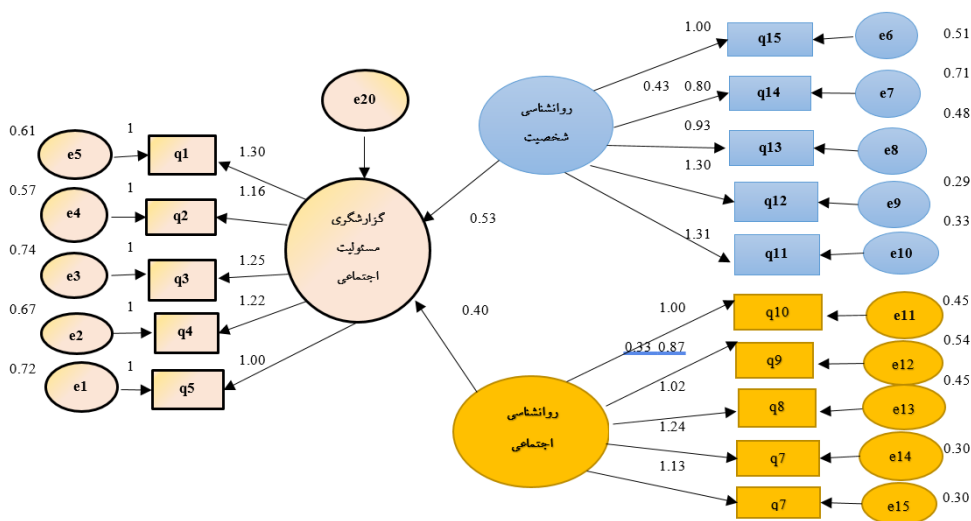 1.00
q15
e6
0.51
e20
روانشناسی
شخصیت
0.43 0.80
q14
e7
0.71
0.61
e5
1
q1
1.30
0.93
q13
e8
0.48
0.57
e4
1
q2
1.16
1.30
q12
e9
0.29
گزارشگری
مسئولیت
اجتماعی
0.53
0.74
e3
1
q3
1.25
1.31
q11
e10
0.33
0.67
e2
1
q4
1.22
0.40
1.00
q10
e11
0.45
0.72
e1
1
q5
1.00
0.33 0.87
q9
e12
0.54
روانشناسی
اجتماعی
1.02
q8
e13
0.45
1.24
q7
e14
0.30
1.13
q7
e15
0.30